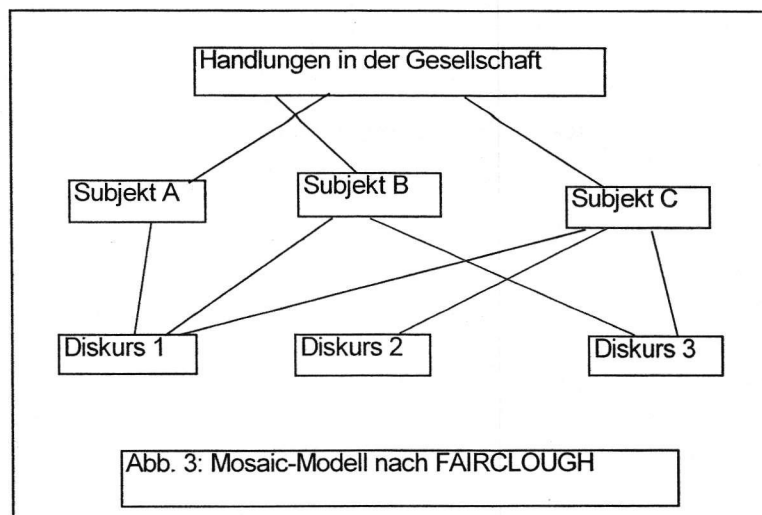 Handlungen in der Gesellschaft
Subjekt A
Subjekt B
Subjekt C
Diskurs 1
Diskurs 2
Diskurs 3
Abb. 3: Mosaic-Modell nach FAIRCLOUGH